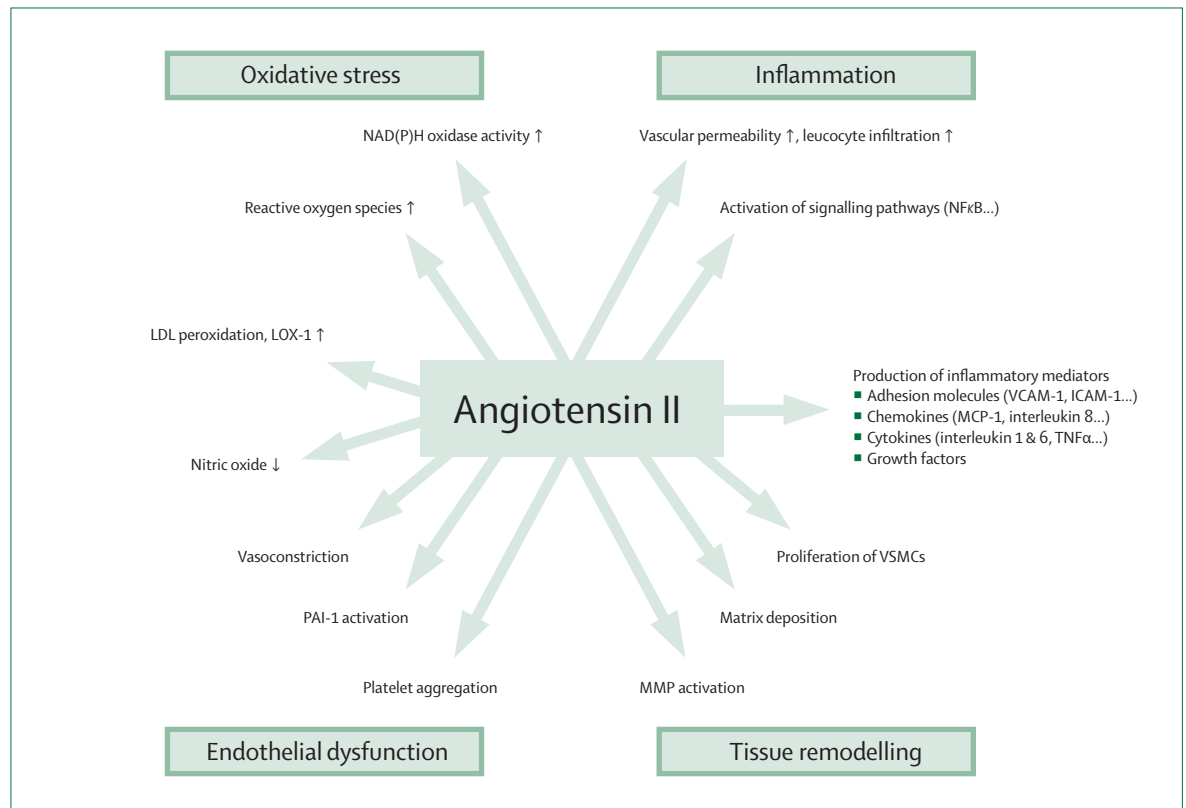 Oxidative stress
Inflammation
NAD(P)H oxidase activity ↑
Vascular permeability ↑, leucocyte infiltration ↑
Reactive oxygen species ↑
Activation of signalling pathways (NFκB...)
LDL peroxidation, LOX-1 ↑
Angiotensin II
Production of inflammatory mediators
■ Adhesion molecules (VCAM-1, ICAM-1...)
■ Chemokines (MCP-1, interleukin 8...)
■ Cytokines (interleukin 1 & 6, TNFα...)
■ Growth factors
Nitric oxide ↓
Vasoconstriction
Proliferation of VSMCs
PAI-1 activation
Matrix deposition
Platelet aggregation
MMP activation
Endothelial dysfunction
Tissue remodelling